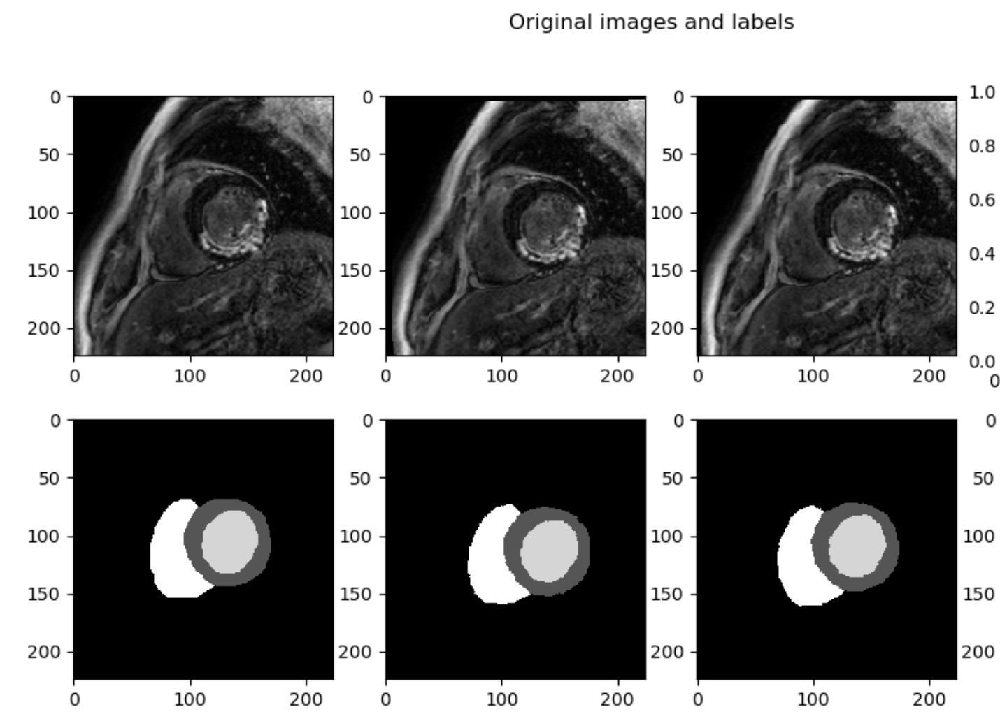 Original images and labels
0 0 0 1.0
50 50 50 0.8
100 100 100 0.6
150 150 150 0.4
200 200 200 0.2
0.0
0 100 200 0 100 200 0 100 200 0
0 0 0 0
50 50 50 50
100 100 100 100
150 150 150 150
200 200 200 200
0 100 200 0 100 200 0 100 200